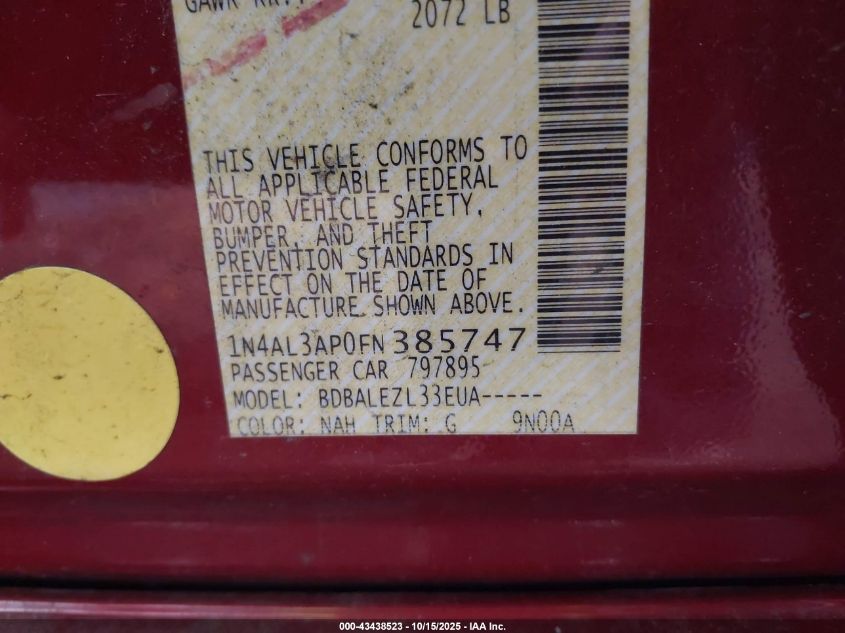 GAWR RR:
2072 LB
THIS VEHICLE CONFORMS TO
ALL APPLICABLE FEDERAL
MOTOR VEHICLE SAFETY,
BUMPER, AND THEFT
PREVENTION STANDARDS IN
EFFECT ON THE DATE OF
MANUFACTURE SHOWN ABOVE.
1N4AL3AP0FN385747
PASSENGER CAR 797895
MODEL: BDBALEZL33EUA-----
COLOR: NAH TRIM: G 9N00A
000-43438523 - 10/15/2025 - IAA Inc.